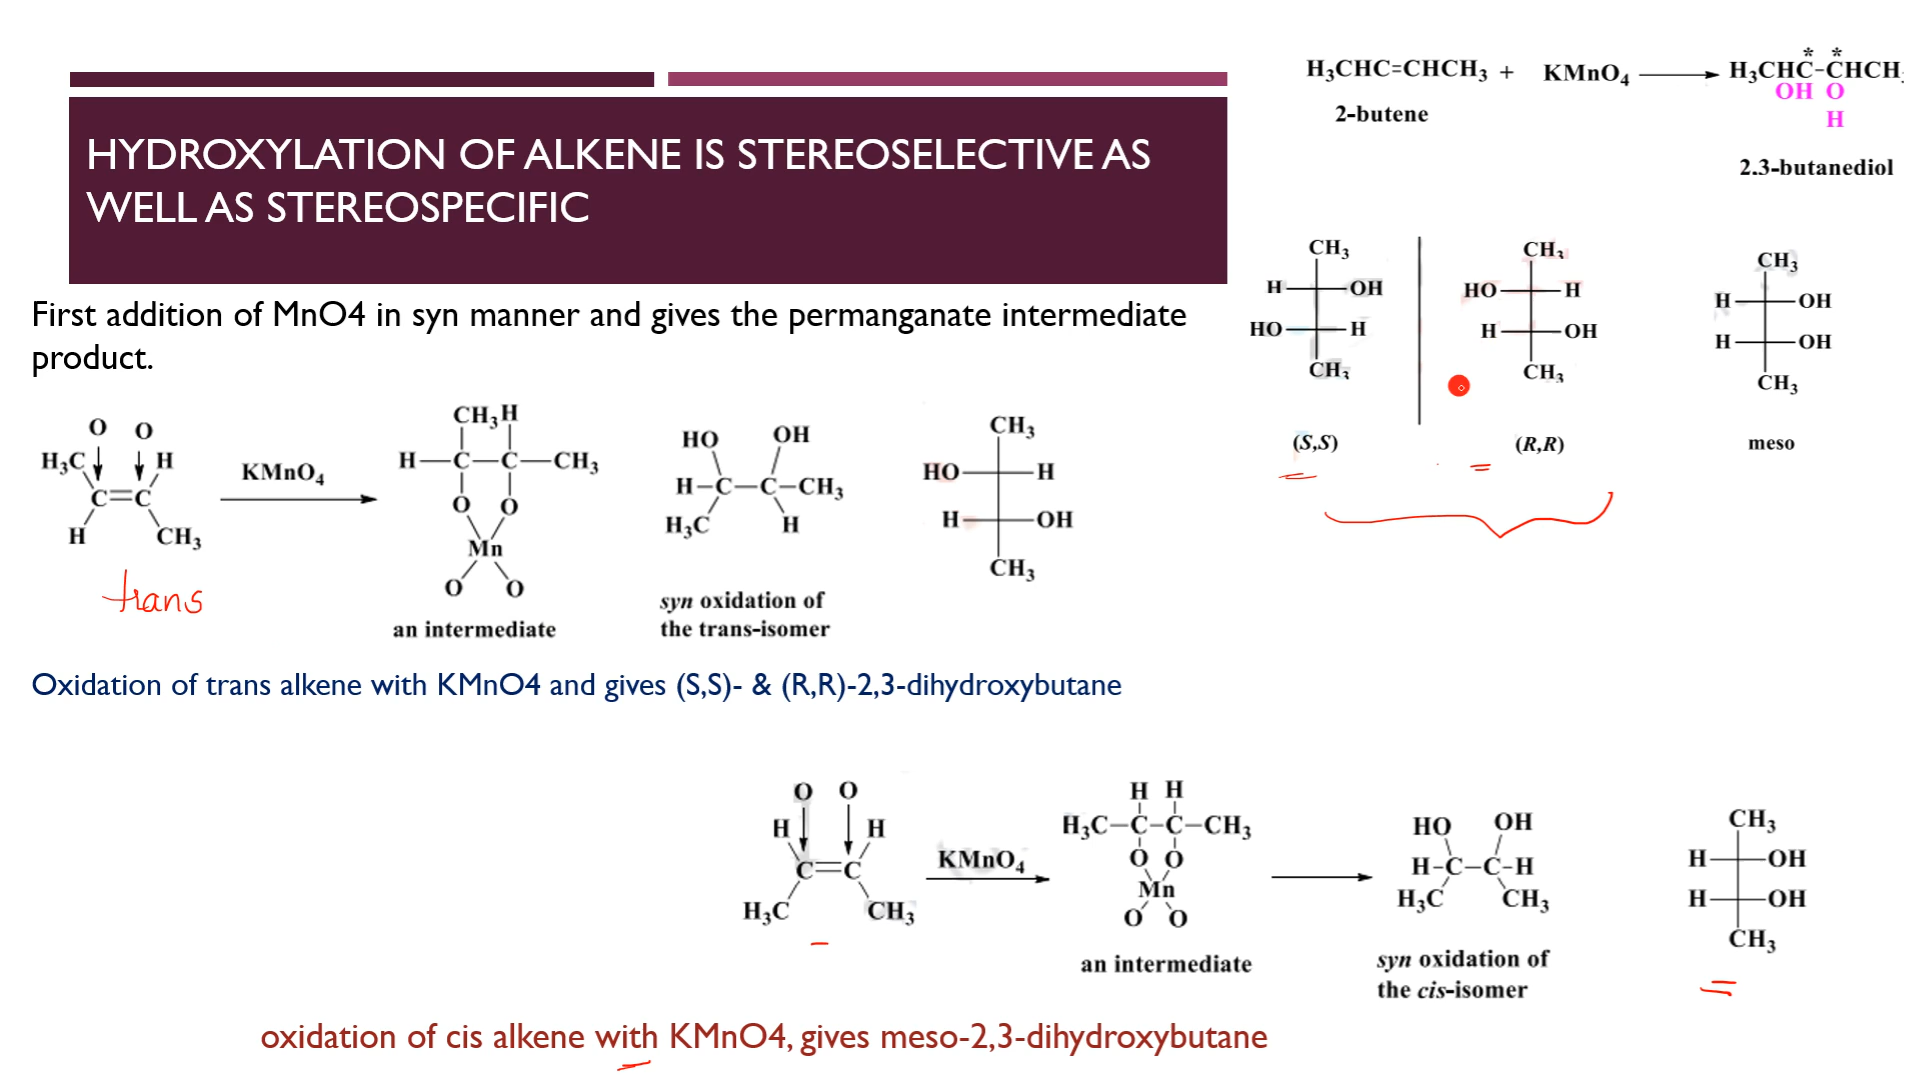 HYDROXYLATION OF ALKENE IS STEREOSELECTIVE AS
WELL AS STEREOSPECIFIC
H₃CHC=CHCH₃ + KMnO₄ H₃CHC-CHCH
* *
OH O
H
2-butene
2.3-butanediol
CH₃
H OH
HO H
CH₃
(S,S)
CH₃
HO H
H OH
CH₃
(R,R)
CH₃
H OH
H OH
CH₃
meso
First addition of MnO4 in syn manner and gives the permanganate intermediate
product.
O O
H₃C H
C=C
H CH₃
trans
KMnO₄
CH₃H
H—C—C—CH₃
O O
Mn
O O
an intermediate
HO OH
H–C—C–CH₃
H₃C H
syn oxidation of
the trans-isomer
CH₃
HO H
H OH
CH₃
Oxidation of trans alkene with KMnO4 and gives (S,S)- & (R,R)-2,3-dihydroxybutane
O O
H H
C=C
H₃C CH₃
KMnO₄
H H
H₃C–C–C–CH₃
O O
Mn
O O
an intermediate
HO OH
H-C–C-H
H₃C CH₃
syn oxidation of
the cis-isomer
CH₃
H OH
H OH
CH₃
oxidation of cis alkene with KMnO4, gives meso-2,3-dihydroxybutane